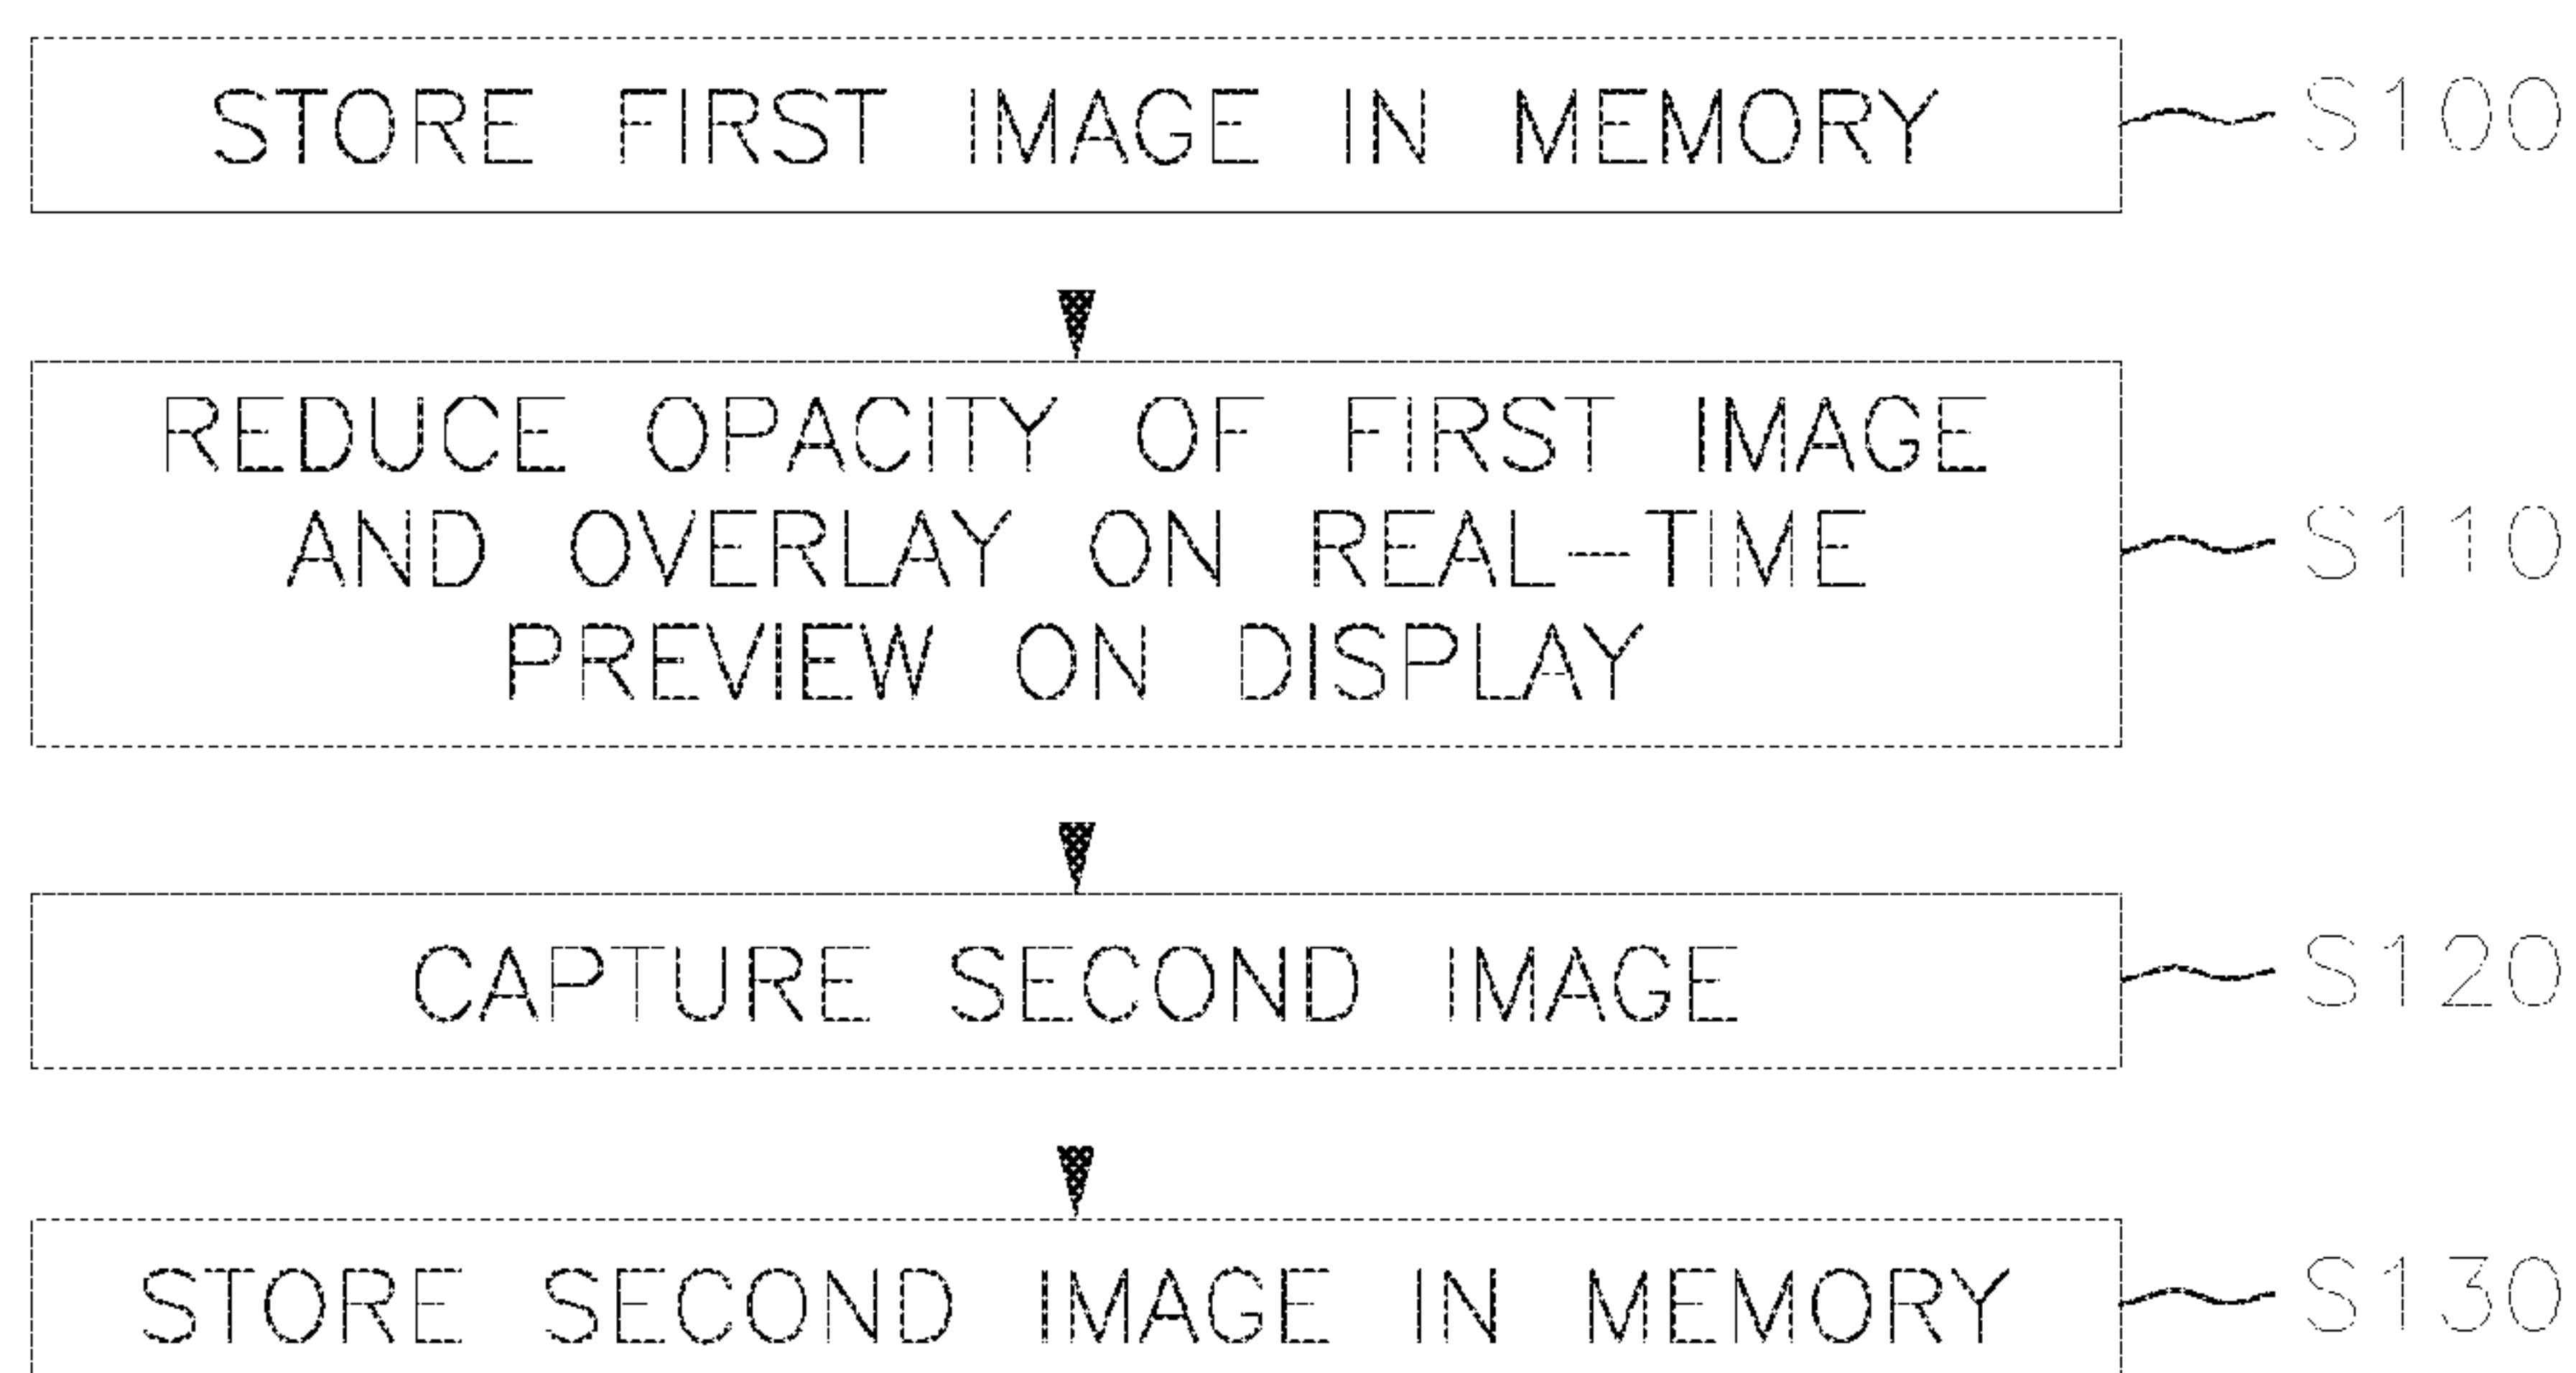 STORE FIRST IMAGE IN MEMORY
S100
REDUCE OPACITY OF FIRST IMAGE
AND OVERLAY ON REAL-TIME
PREVIEW ON DISPLAY
S110
CAPTURE SECOND IMAGE
S120
STORE SECOND IMAGE IN MEMORY
S130